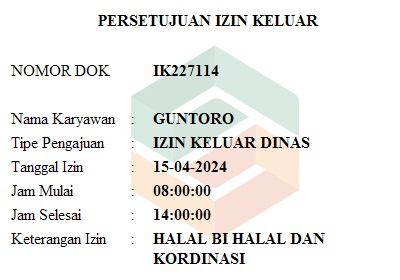 PERSETUJUAN IZIN KELUAR
NOMOR DOK IK227114
Nama Karyawan : GUNTORO
Tipe Pengajuan : IZIN KELUAR DINAS
Tanggal Izin : 15-04-2024
Jam Mulai : 08:00:00
Jam Selesai : 14:00:00
Keterangan Izin : HALAL BI HALAL DAN
KORDINASI